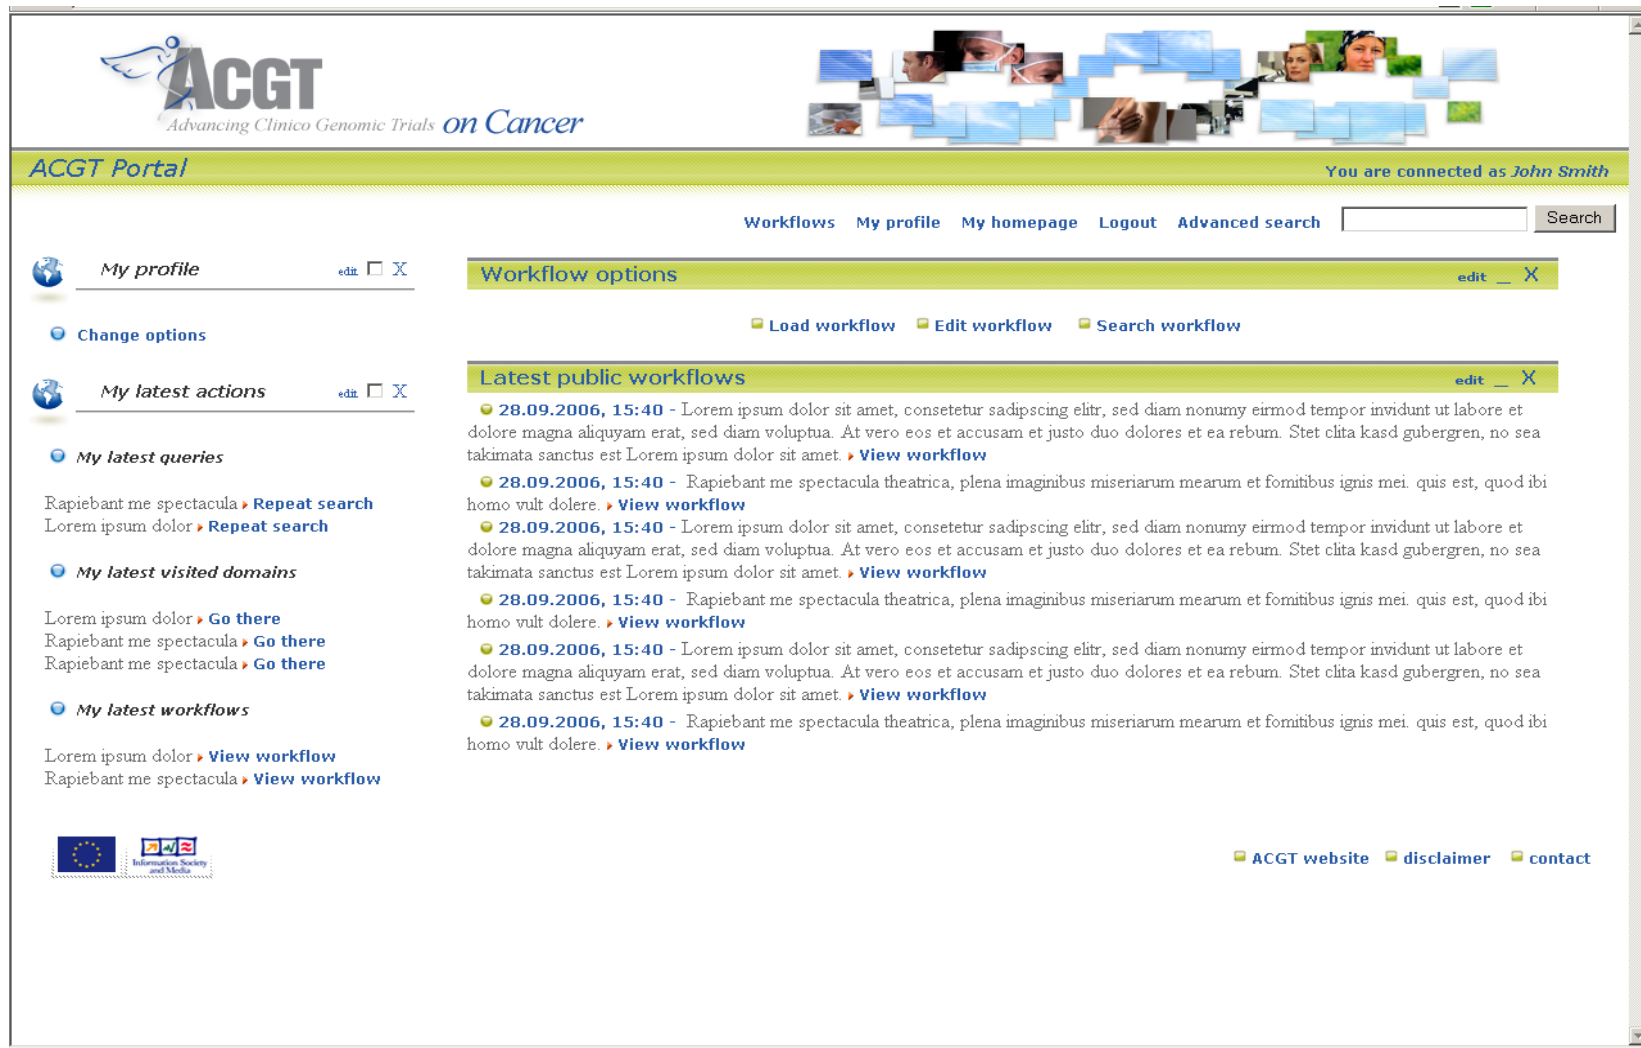 ACGT
Advancing Clinico Genomic Trials on Cancer
ACGT Portal
You are connected as John Smith
Workflows My profile My homepage Logout Advanced search Search
My profile edit X
Change options
My latest actions edit X
My latest queries
Rapiebant me spectacula Repeat search
Lorem ipsum dolor Repeat search
My latest visited domains
Lorem ipsum dolor Go there
Rapiebant me spectacula Go there
Rapiebant me spectacula Go there
My latest workflows
Lorem ipsum dolor View workflow
Rapiebant me spectacula View workflow
Workflow options edit _ X
Load workflow Edit workflow Search workflow
Latest public workflows edit _ X
28.09.2006, 15:40 - Lorem ipsum dolor sit amet, consetetur sadipscing elitr, sed diam nonumy eirmod tempor invidunt ut labore et
dolore magna aliquyam erat, sed diam voluptua. At vero eos et accusam et justo duo dolores et ea rebum. Stet clita kasd gubergren, no sea
takimata sanctus est Lorem ipsum dolor sit amet. View workflow
28.09.2006, 15:40 - Rapiebant me spectacula theatrica, plena imaginibus miseriarum mearum et fomitibus ignis mei. quis est, quod ibi
homo vult dolere. View workflow
28.09.2006, 15:40 - Lorem ipsum dolor sit amet, consetetur sadipscing elitr, sed diam nonumy eirmod tempor invidunt ut labore et
dolore magna aliquyam erat, sed diam voluptua. At vero eos et accusam et justo duo dolores et ea rebum. Stet clita kasd gubergren, no sea
takimata sanctus est Lorem ipsum dolor sit amet. View workflow
28.09.2006, 15:40 - Rapiebant me spectacula theatrica, plena imaginibus miseriarum mearum et fomitibus ignis mei. quis est, quod ibi
homo vult dolere. View workflow
28.09.2006, 15:40 - Lorem ipsum dolor sit amet, consetetur sadipscing elitr, sed diam nonumy eirmod tempor invidunt ut labore et
dolore magna aliquyam erat, sed diam voluptua. At vero eos et accusam et justo duo dolores et ea rebum. Stet clita kasd gubergren, no sea
takimata sanctus est Lorem ipsum dolor sit amet. View workflow
28.09.2006, 15:40 - Rapiebant me spectacula theatrica, plena imaginibus miseriarum mearum et fomitibus ignis mei. quis est, quod ibi
homo vult dolere. View workflow
Information Society
and Media
ACGT website disclaimer contact